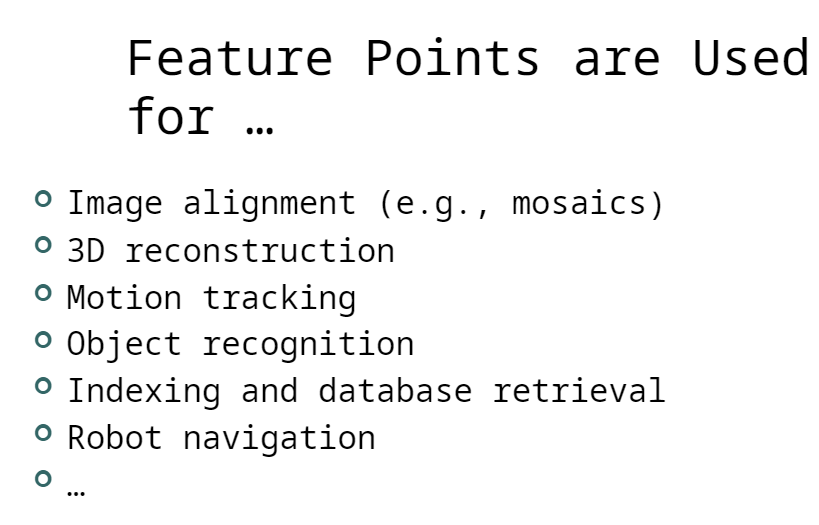 Feature Points are Used
for …
Image alignment (e.g., mosaics)
3D reconstruction
Motion tracking
Object recognition
Indexing and database retrieval
Robot navigation
…